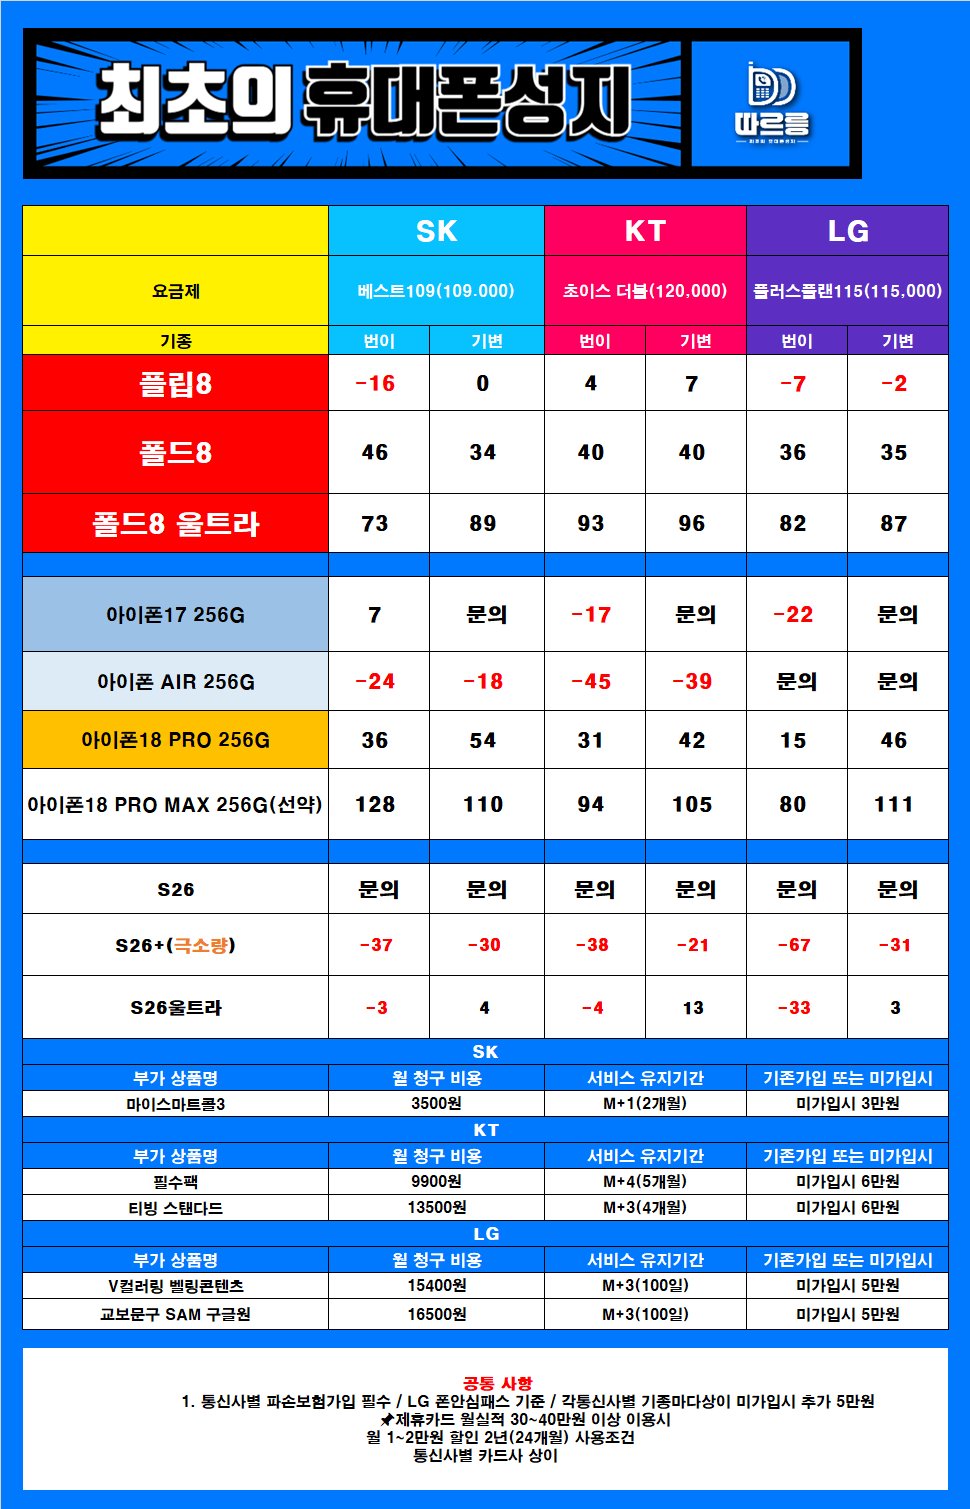 최초의 휴대폰성지
따르릉
최초의 휴대폰성지
SK KT LG
요금제 베스트109(109.000) 초이스 더블(120,000) 플러스플랜115(115,000)
기종 번이 기변 번이 기변 번이 기변
플립8 -16 0 4 7 -7 -2
폴드8 46 34 40 40 36 35
폴드8 울트라 73 89 93 96 82 87
아이폰17 256G 7 문의 -17 문의 -22 문의
아이폰 AIR 256G -24 -18 -45 -39 문의 문의
아이폰18 PRO 256G 36 54 31 42 15 46
아이폰18 PRO MAX 256G(선약) 128 110 94 105 80 111
S26 문의 문의 문의 문의 문의 문의
S26+(극소량) -37 -30 -38 -21 -67 -31
S26울트라 -3 4 -4 13 -33 3
SK
부가 상품명 월 청구 비용 서비스 유지기간 기존가입 또는 미가입시
마이스마트콜3 3500원 M+1(2개월) 미가입시 3만원
KT
부가 상품명 월 청구 비용 서비스 유지기간 기존가입 또는 미가입시
필수팩 9900원 M+4(5개월) 미가입시 6만원
티빙 스탠다드 13500원 M+3(4개월) 미가입시 6만원
LG
부가 상품명 월 청구 비용 서비스 유지기간 기존가입 또는 미가입시
V컬러링 벨링콘텐츠 15400원 M+3(100일) 미가입시 5만원
교보문구 SAM 구글원 16500원 M+3(100일) 미가입시 5만원
공통 사항
1. 통신사별 파손보험가입 필수 / LG 폰안심패스 기준 / 각통신사별 기종마다상이 미가입시 추가 5만원
📌제휴카드 월실적 30~40만원 이상 이용시
월 1~2만원 할인 2년(24개월) 사용조건
통신사별 카드사 상이